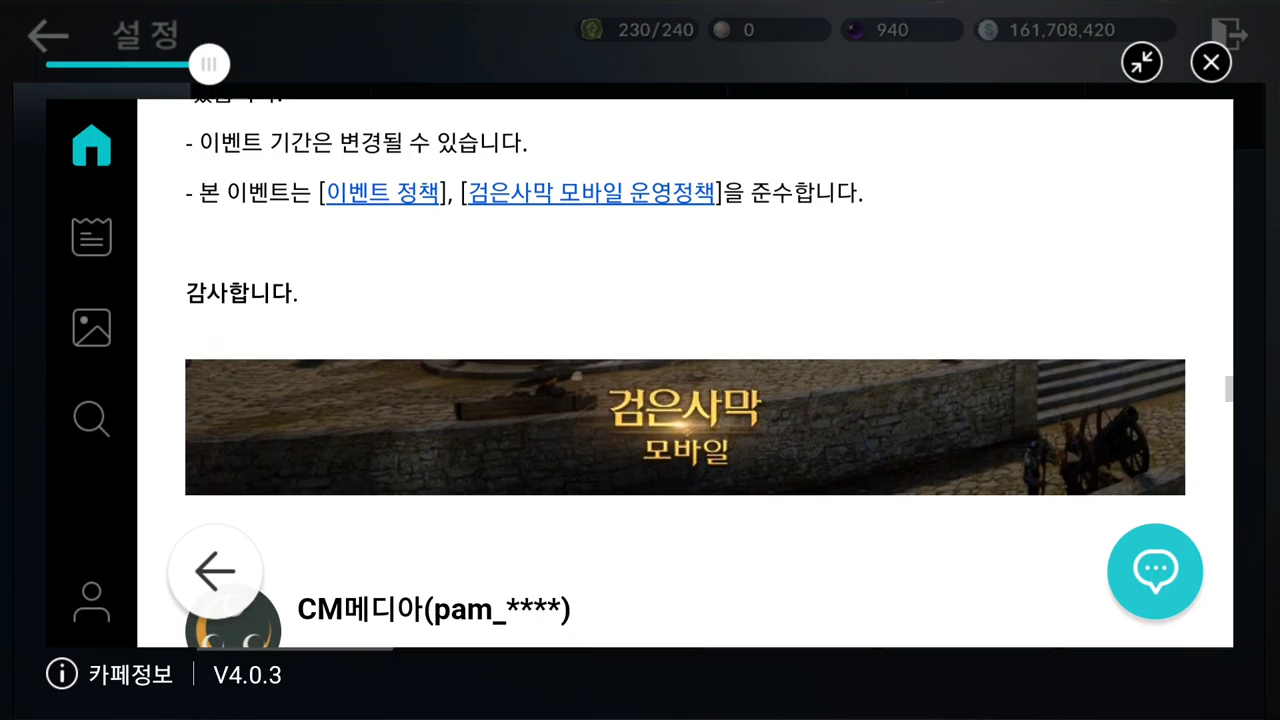 설정
230/240
0
940
161,708,420
- 이벤트 기간은 변경될 수 있습니다.
- 본 이벤트는 [이벤트 정책], [검은사막 모바일 운영정책]을 준수합니다.
감사합니다.
검은사막
모바일
CM메디아(pam_****)
카페정보 V4.0.3